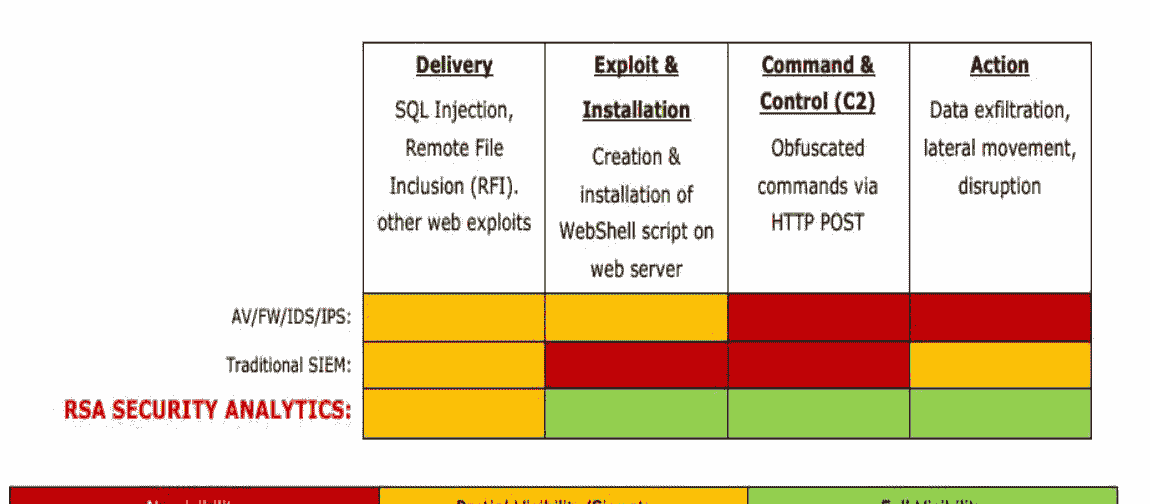 Delivery
SQL Injection,
Remote File
Inclusion (RFI).
other web exploits
Exploit &
Installation
Creation &
installation of
WebShell script on
web server
Command &
Control (C2)
Obfuscated
commands via
HTTP POST
Action
Data exfiltration,
lateral movement,
disruption
AV/FW/IDS/IPS:
Traditional SIEM:
RSA SECURITY ANALYTICS:
Full Visibility